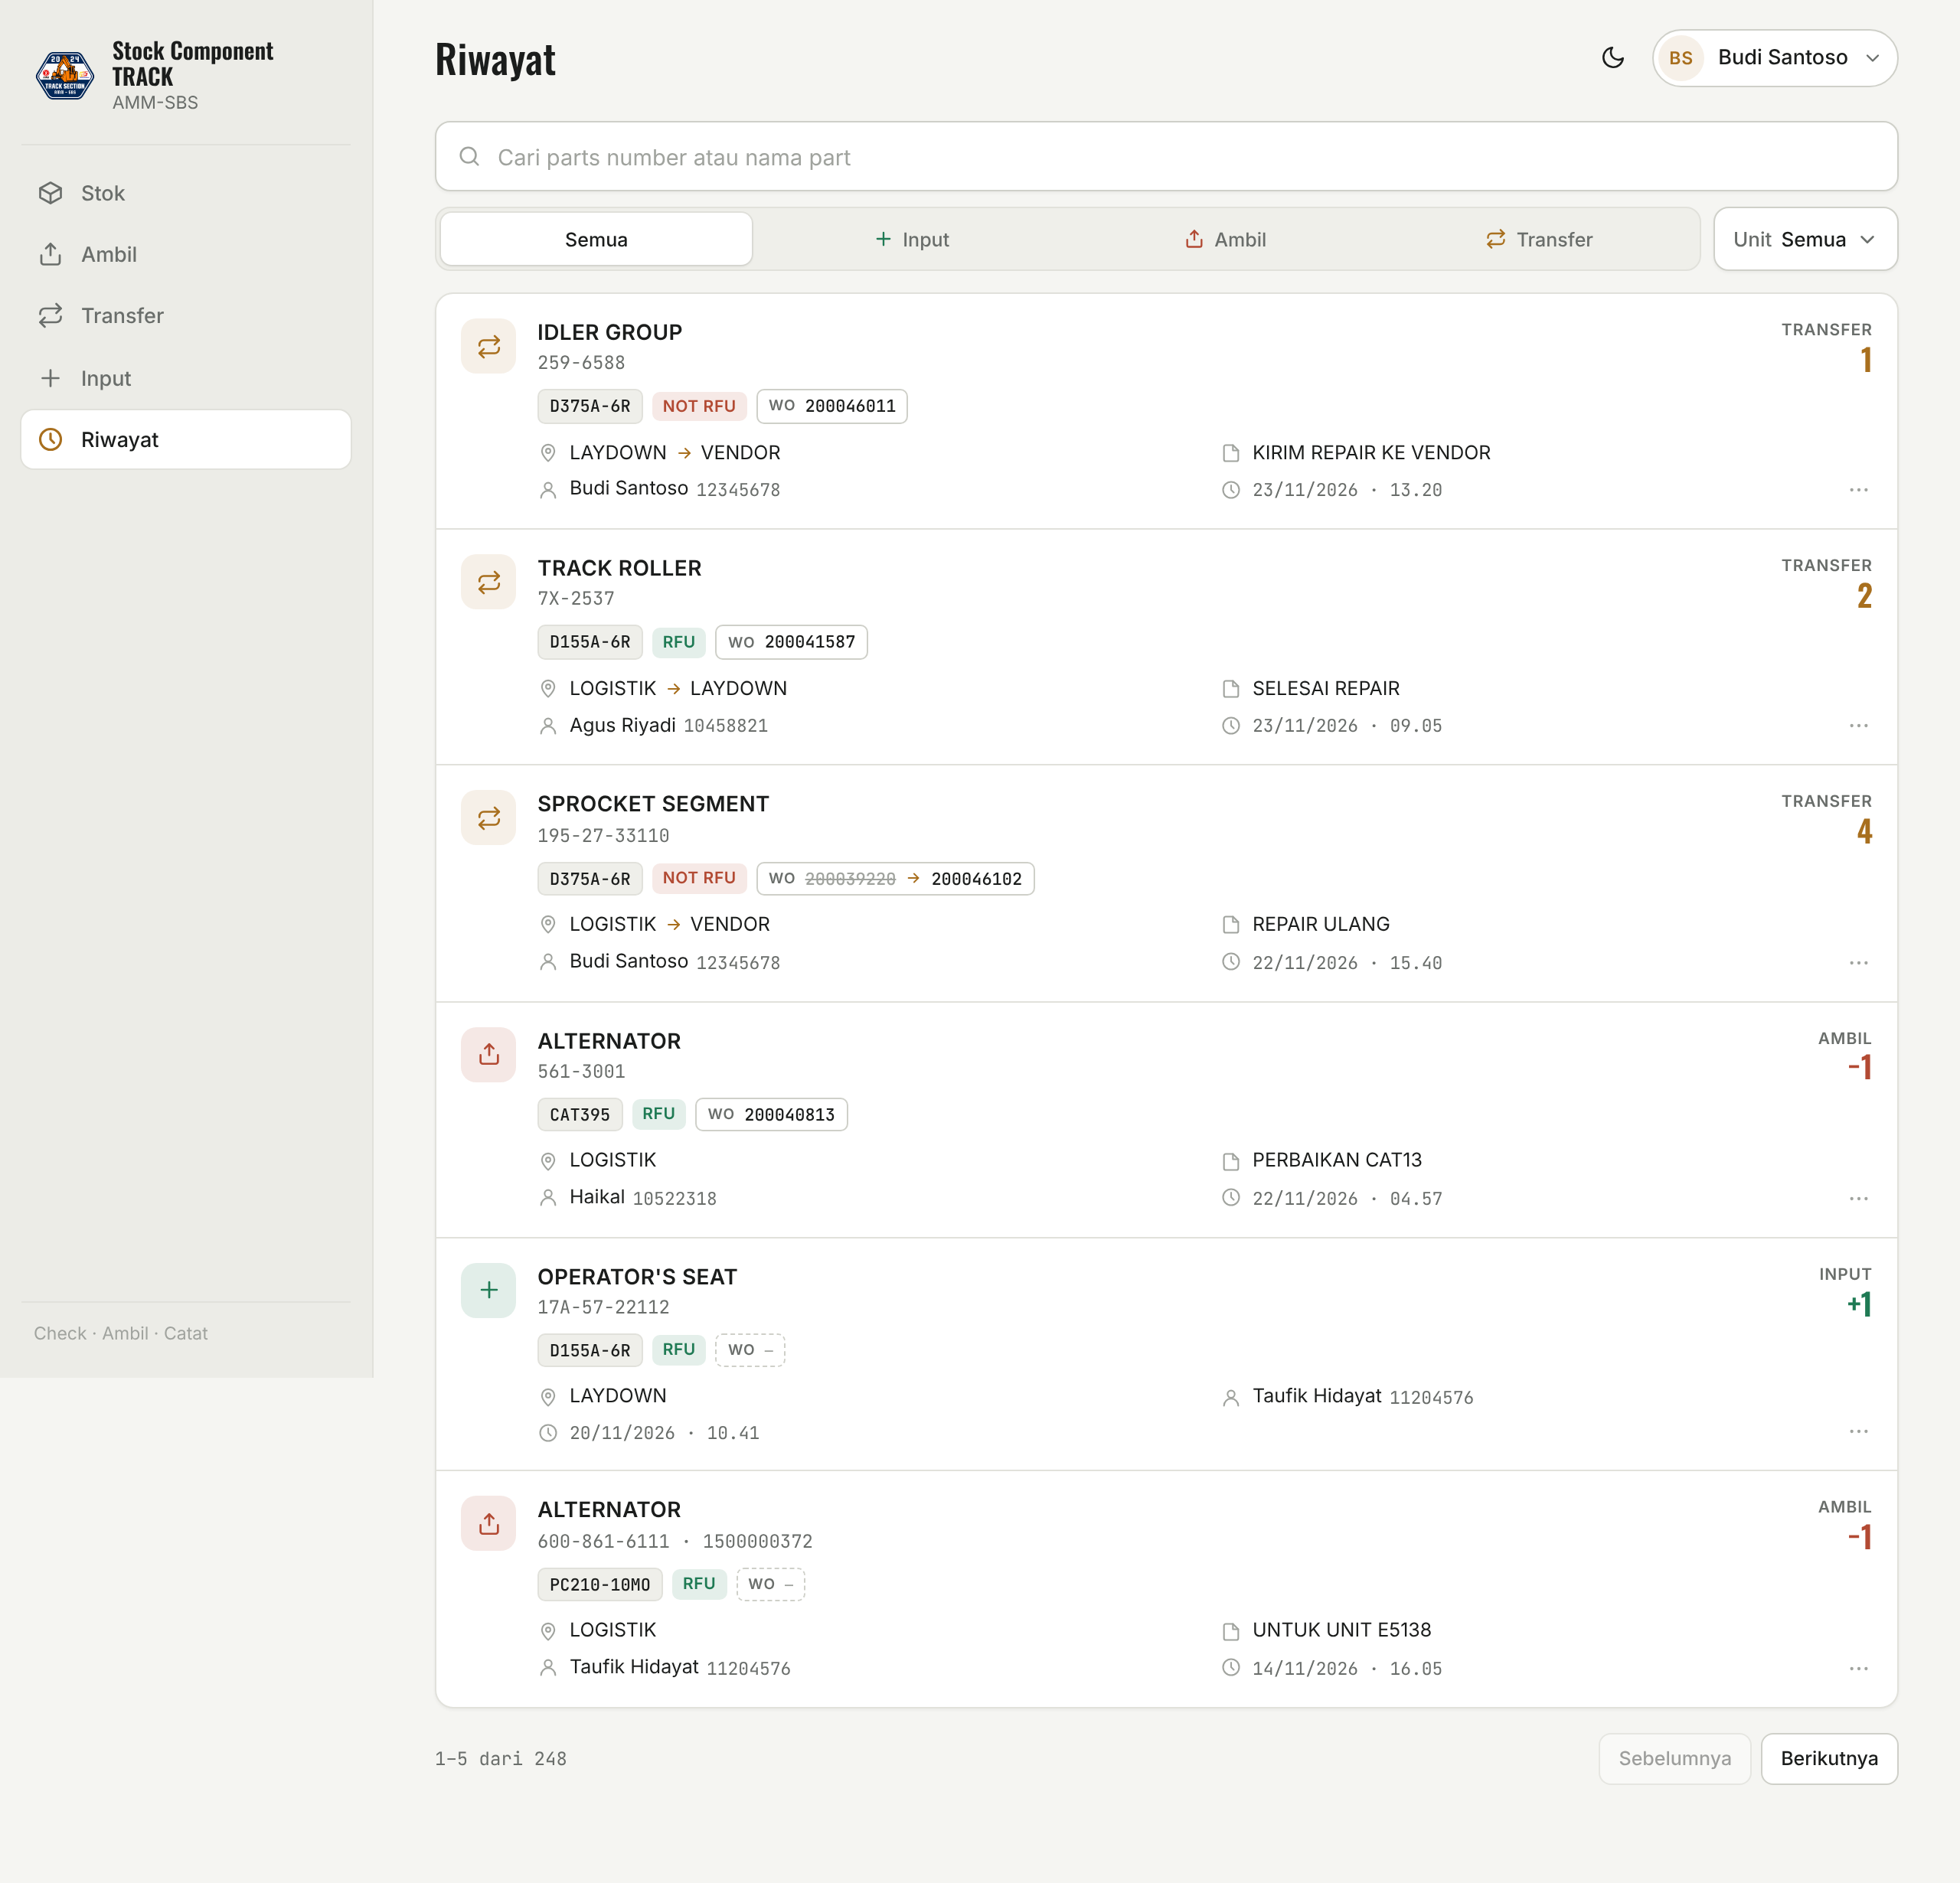 Stock Component
TRACK
AMM-SBS
2024
TRACK SECTION
AMM - SBS
Stok
Ambil
Transfer
Input
Riwayat
Check · Ambil · Catat
Riwayat
BS Budi Santoso
Cari parts number atau nama part
Semua Input Ambil Transfer Unit Semua
IDLER GROUP TRANSFER
259-6588 1
D375A-6R NOT RFU WO 200046011
LAYDOWN → VENDOR KIRIM REPAIR KE VENDOR
Budi Santoso 12345678 23/11/2026 · 13.20 ...
TRACK ROLLER TRANSFER
7X-2537 2
D155A-6R RFU WO 200041587
LOGISTIK → LAYDOWN SELESAI REPAIR
Agus Riyadi 10458821 23/11/2026 · 09.05 ...
SPROCKET SEGMENT TRANSFER
195-27-33110 4
D375A-6R NOT RFU WO 200039220 → 200046102
LOGISTIK → VENDOR REPAIR ULANG
Budi Santoso 12345678 22/11/2026 · 15.40 ...
ALTERNATOR AMBIL
561-3001 -1
CAT395 RFU WO 200040813
LOGISTIK PERBAIKAN CAT13
Haikal 10522318 22/11/2026 · 04.57 ...
OPERATOR'S SEAT INPUT
17A-57-22112 +1
D155A-6R RFU WO –
LAYDOWN Taufik Hidayat 11204576
20/11/2026 · 10.41 ...
ALTERNATOR AMBIL
600-861-6111 · 1500000372 -1
PC210-10MO RFU WO –
LOGISTIK UNTUK UNIT E5138
Taufik Hidayat 11204576 14/11/2026 · 16.05 ...
1–5 dari 248 Sebelumnya Berikutnya